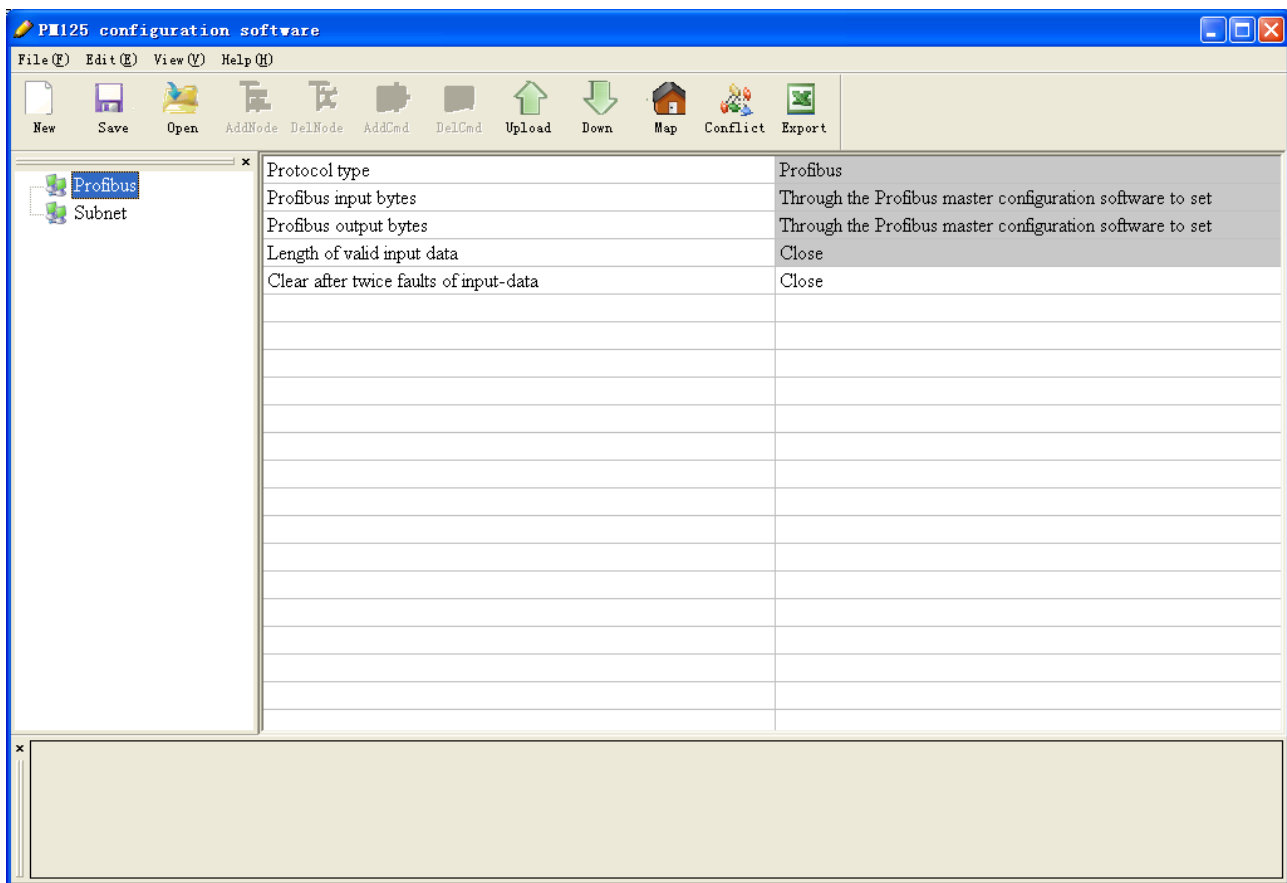 PM125 configuration software
File(F) Edit(E) View(V) Help(H)
New Save Open AddNode DelNode AddCmd DelCmd Upload Down Map Conflict Export
Profibus
Subnet
Protocol type Profibus
Profibus input bytes Through the Profibus master configuration software to set
Profibus output bytes Through the Profibus master configuration software to set
Length of valid input data Close
Clear after twice faults of input-data Close